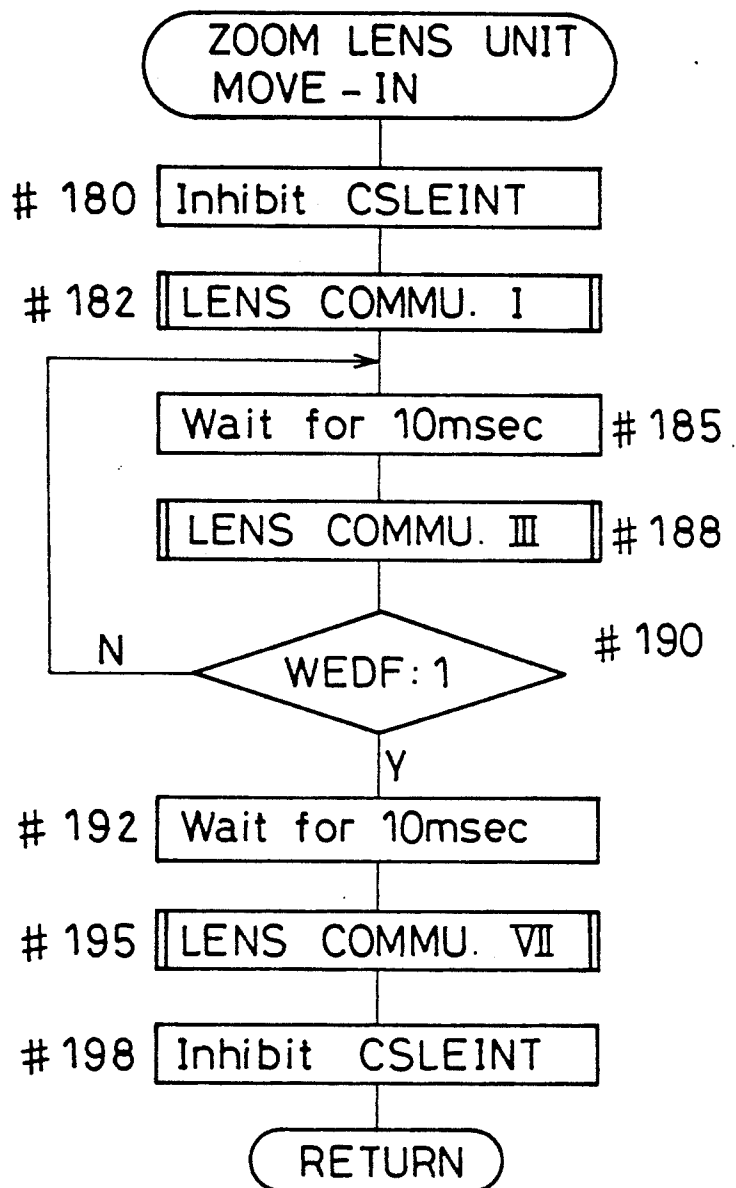 ZOOM LENS UNIT
MOVE - IN
# 180 Inhibit CSLEINT
# 182 LENS COMMU. I
Wait for 10msec # 185
LENS COMMU. III # 188
N WEDF: 1 # 190
Y
# 192 Wait for 10msec
# 195 LENS COMMU. VII
# 198 Inhibit CSLEINT
RETURN